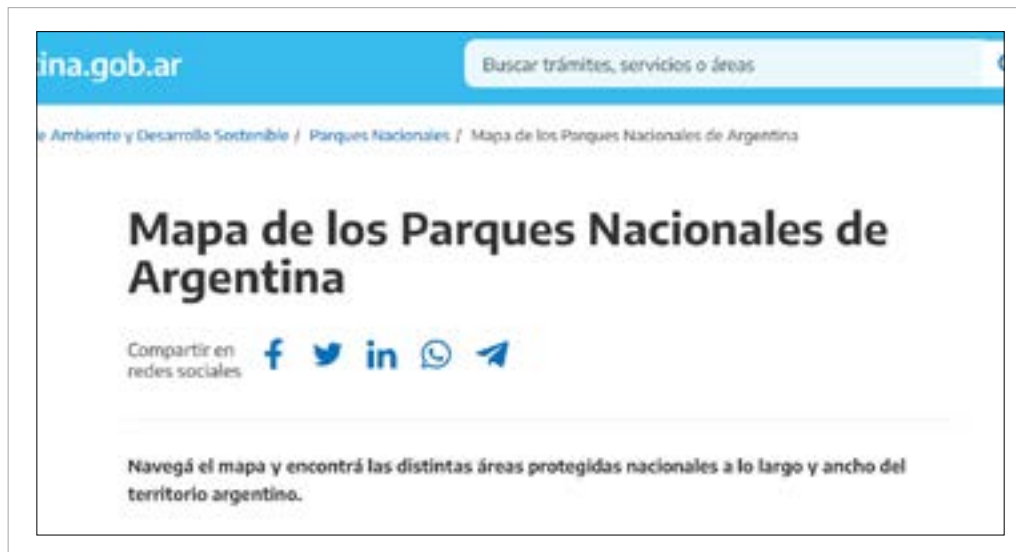 ina.gob.ar
Buscar trámites, servicios o áreas
e Ambiente y Desarrollo Sostenible / Parques Nacionales / Mapa de los Parques Nacionales de Argentina
Mapa de los Parques Nacionales de
Argentina
Compartir en
redes sociales
Navegá el mapa y encontrá las distintas áreas protegidas nacionales a lo largo y ancho del
territorio argentino.